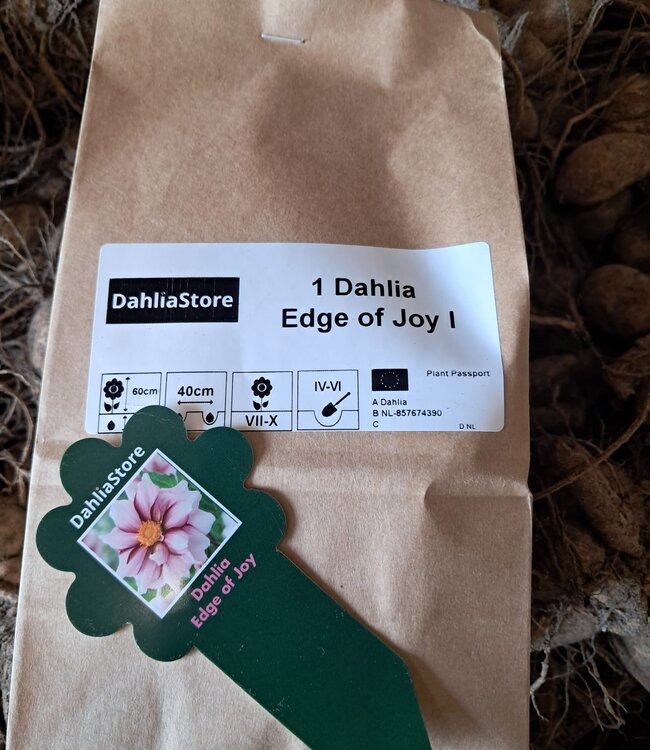 DahliaStore
1 Dahlia
Edge of Joy I
60cm
40cm
VII-X
IV-VI
Plant Passport
A Dahlia
B NL-857674390
C
D NL
DahliaStore
Dahlia
Edge of Joy